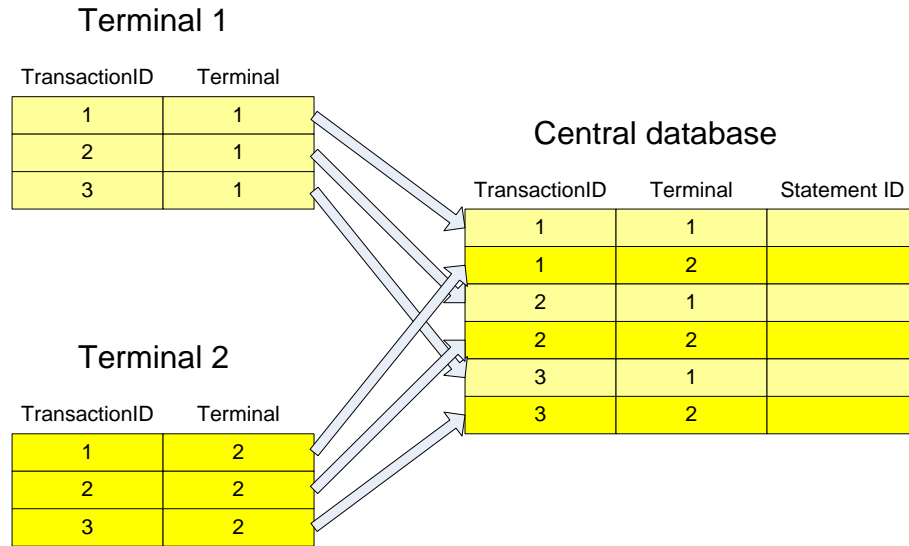 Terminal 1
TransactionID Terminal
1 1
2 1
3 1
Central database
TransactionID Terminal Statement ID
1 1
1 2
2 1
2 2
3 1
3 2
Terminal 2
TransactionID Terminal
1 2
2 2
3 2